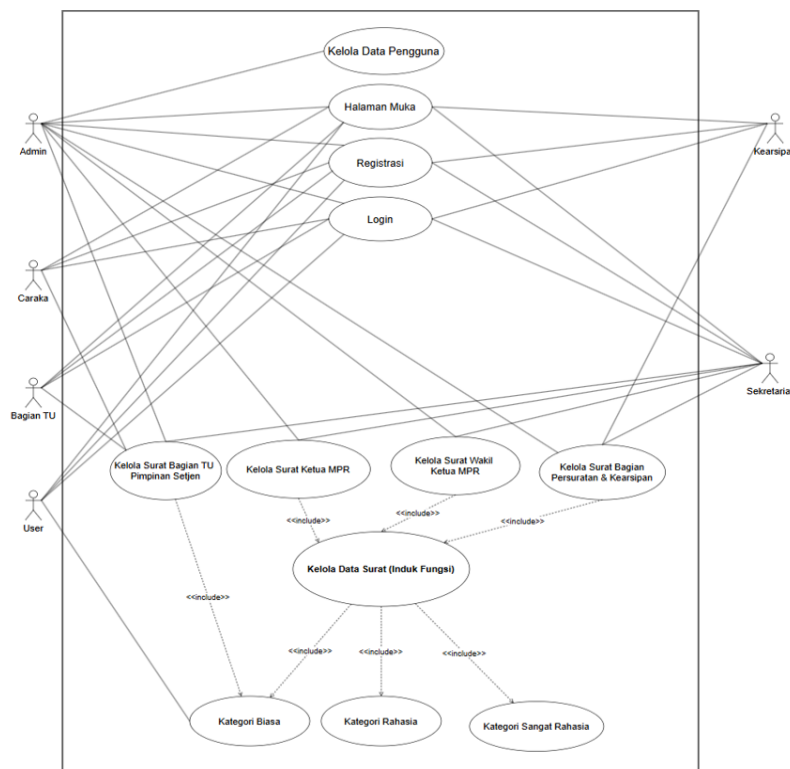 Kelola Data Pengguna
Halaman Muka
Admin
Kearsipa
Registrasi
Login
Caraka
Bagian TU
Sekretaria
Kelola Surat Bagian TU
Pimpinan Setjen
Kelola Surat Ketua MPR
Kelola Surat Wakil
Ketua MPR
Kelola Surat Bagian
Persuratan & Kearsipan
User
<<include>>
<<include>>
<<include>>
Kelola Data Surat (Induk Fungsi)
<<include>>
<<include>>
<<include>>
<<include>>
Kategori Biasa
Kategori Rahasia
Kategori Sangat Rahasia